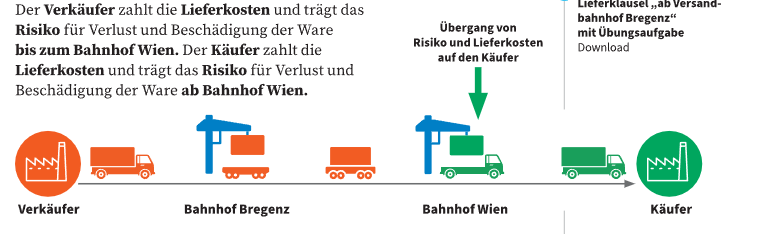 Der Verkäufer zahlt die Lieferkosten und trägt das
Risiko für Verlust und Beschädigung der Ware
bis zum Bahnhof Wien. Der Käufer zahlt die
Lieferkosten und trägt das Risiko für Verlust und
Beschädigung der Ware ab Bahnhof Wien.
Übergang von
Risiko und Lieferkosten
auf den Käufer
Lieferklausel „ab Versand-
bahnhof Bregenz“
mit Übungsaufgabe
Download
Verkäufer
Bahnhof Bregenz
Bahnhof Wien
Käufer